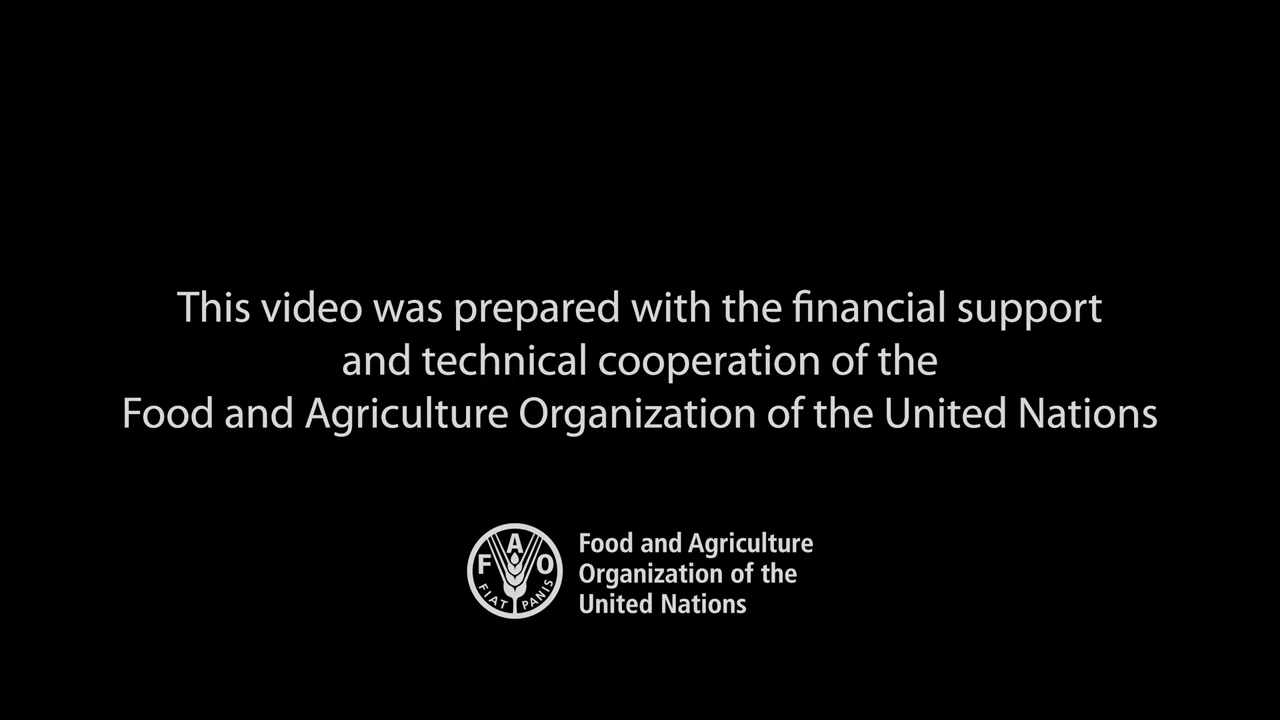 This video was prepared with the financial support
and technical cooperation of the
Food and Agriculture Organization of the United Nations
F A O
FIAT PANIS
Food and Agriculture
Organization of the
United Nations